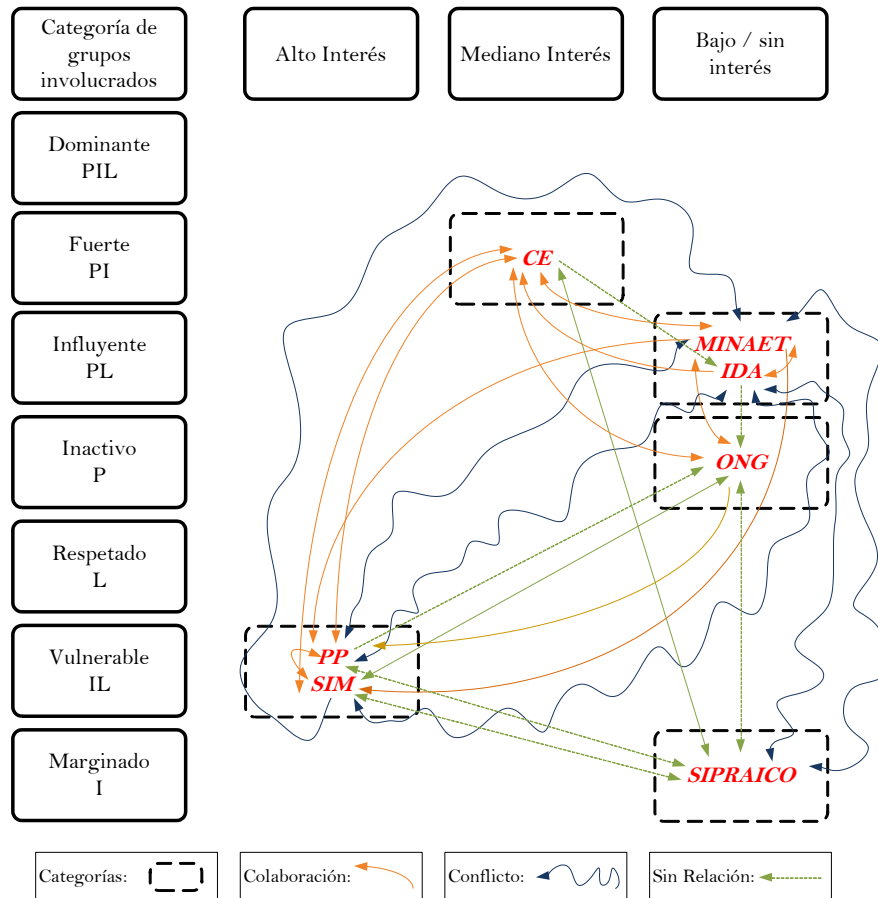 Categoría de
grupos
involucrados
Alto Interés
Mediano Interés
Bajo / sin
interés
Dominante
PIL
Fuerte
PI
CE
Influyente
PL
MINAET
IDA
Inactivo
P
ONG
Respetado
L
Vulnerable
IL
PP
SIM
Marginado
I
SIPRAICO
Categorías:
Colaboración:
Conflicto:
Sin Relación: